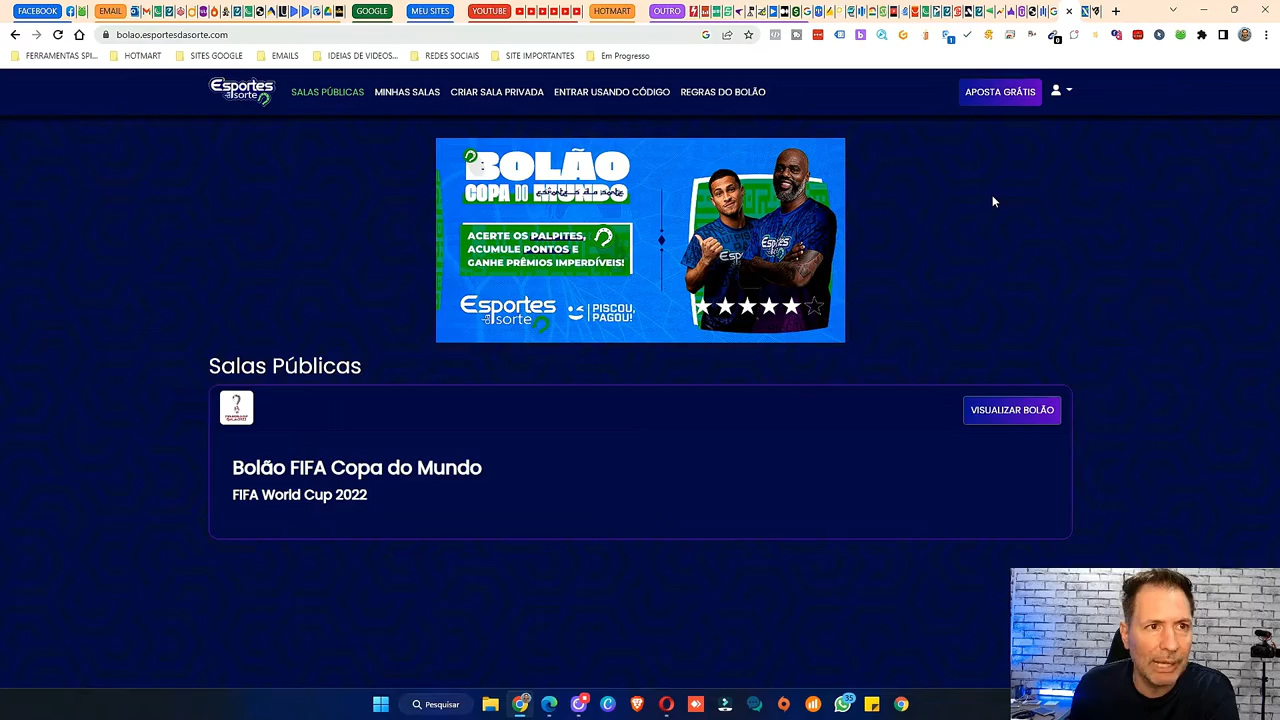 FACEBOOK
EMAIL
GOOGLE
MEU SITES
YOUTUBE
HOTMART
OUTRO
bolao.esportesdasorte.com
FERRAMENTAS SPI...
HOTMART
SITES GOOGLE
EMAILS
IDEIAS DE VIDEOS...
REDES SOCIAIS
SITE IMPORTANTES
Em Progresso
Esportes
da sorte
SALAS PÚBLICAS
MINHAS SALAS
CRIAR SALA PRIVADA
ENTRAR USANDO CÓDIGO
REGRAS DO BOLÃO
APOSTA GRÁTIS
BOLÃO
COPA DO MUNDO
ACERTE OS PALPITES,
ACUMULE PONTOS E
GANHE PRÊMIOS IMPERDÍVEIS!
Esportes
da sorte
PISCOU,
PAGOU!
Salas Públicas
VISUALIZAR BOLÃO
Bolão FIFA Copa do Mundo
FIFA World Cup 2022
Pesquisar
35